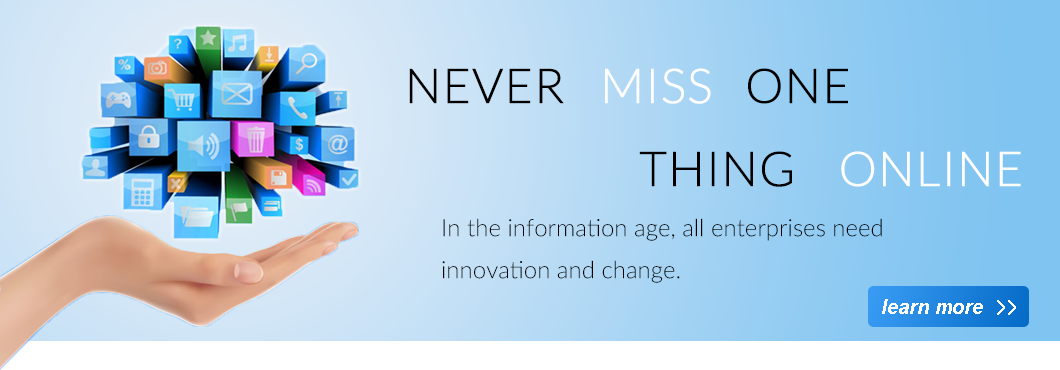 NEVER MISS ONE
THING ONLINE
In the information age, all enterprises need
innovation and change.
learn more >>
? 
%
$
@